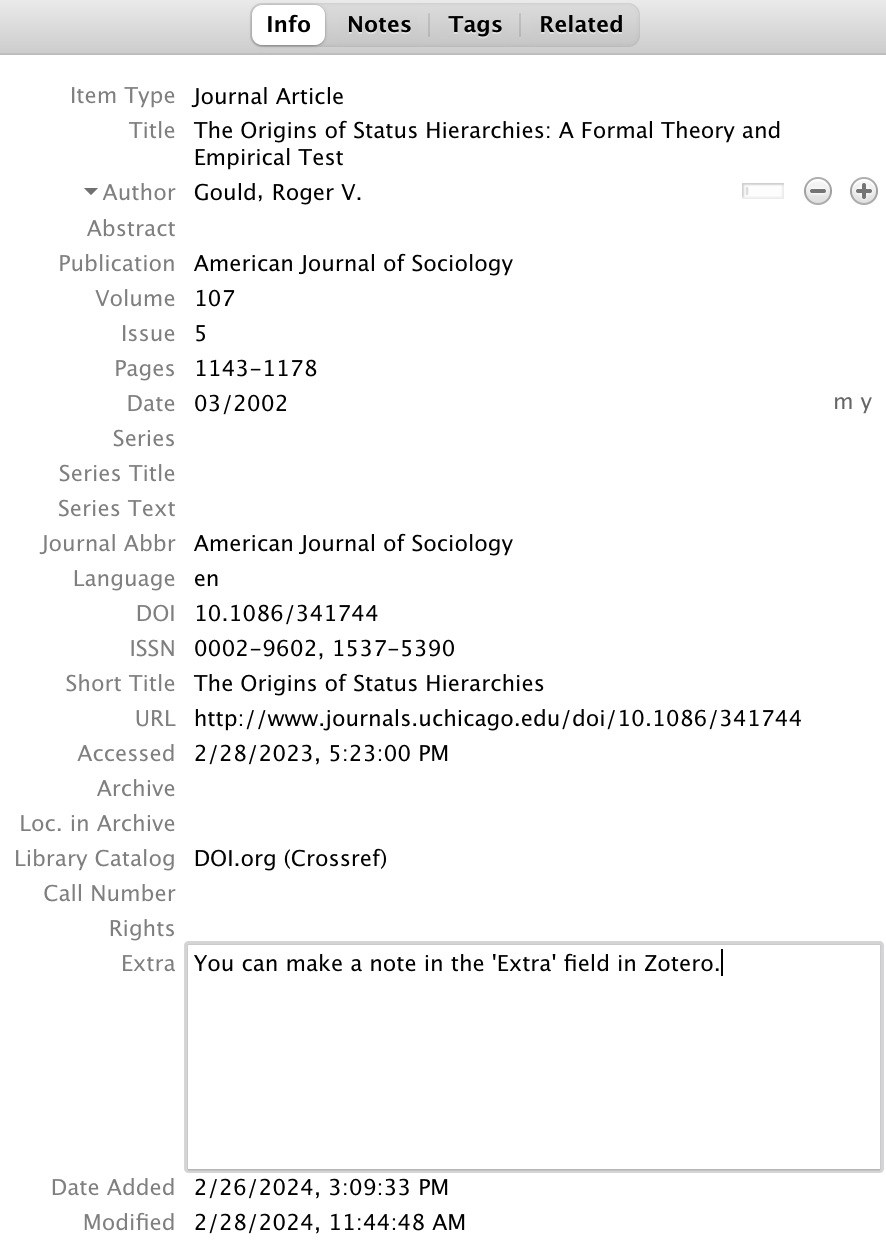 Info Notes Tags Related
Item Type Journal Article
Title The Origins of Status Hierarchies: A Formal Theory and
Empirical Test
Author Gould, Roger V.
Abstract
Publication American Journal of Sociology
Volume 107
Issue 5
Pages 1143-1178
Date 03/2002 m y
Series
Series Title
Series Text
Journal Abbr American Journal of Sociology
Language en
DOI 10.1086/341744
ISSN 0002-9602, 1537-5390
Short Title The Origins of Status Hierarchies
URL http://www.journals.uchicago.edu/doi/10.1086/341744
Accessed 2/28/2023, 5:23:00 PM
Archive
Loc. in Archive
Library Catalog DOI.org (Crossref)
Call Number
Rights
Extra You can make a note in the 'Extra' field in Zotero.
Date Added 2/26/2024, 3:09:33 PM
Modified 2/28/2024, 11:44:48 AM